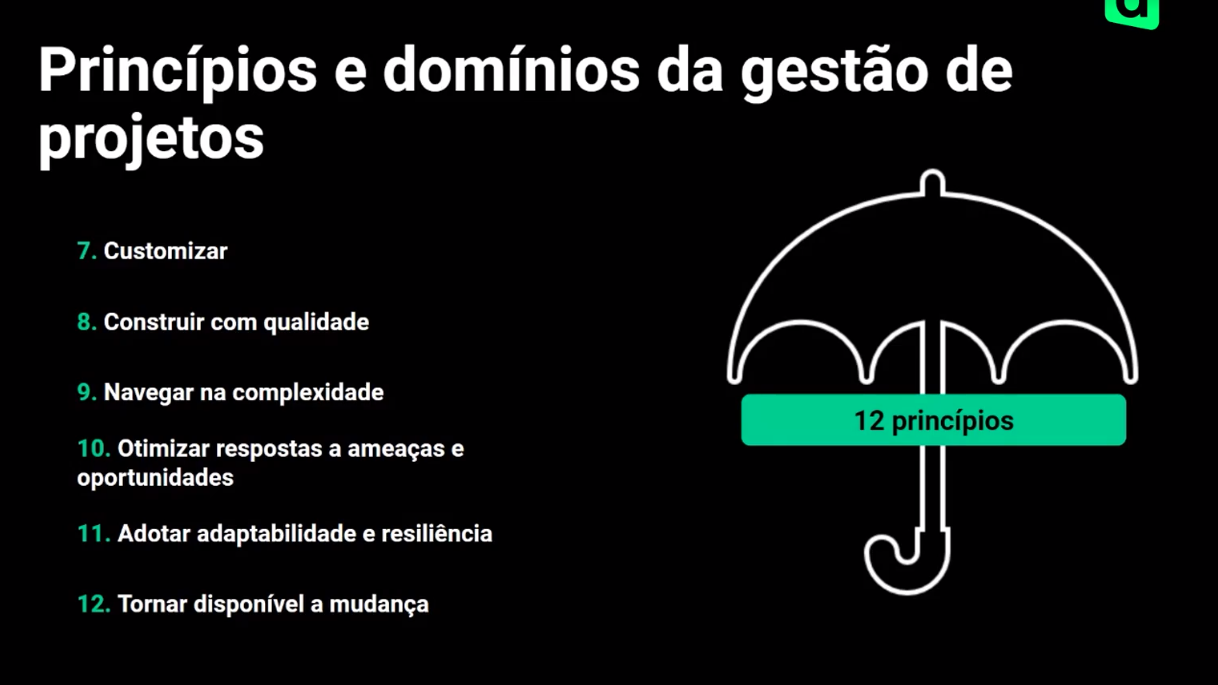 Princípios e domínios da gestão de
projetos
7. Customizar
8. Construir com qualidade
9. Navegar na complexidade
10. Otimizar respostas a ameaças e
oportunidades
11. Adotar adaptabilidade e resiliência
12. Tornar disponível a mudança
12 princípios